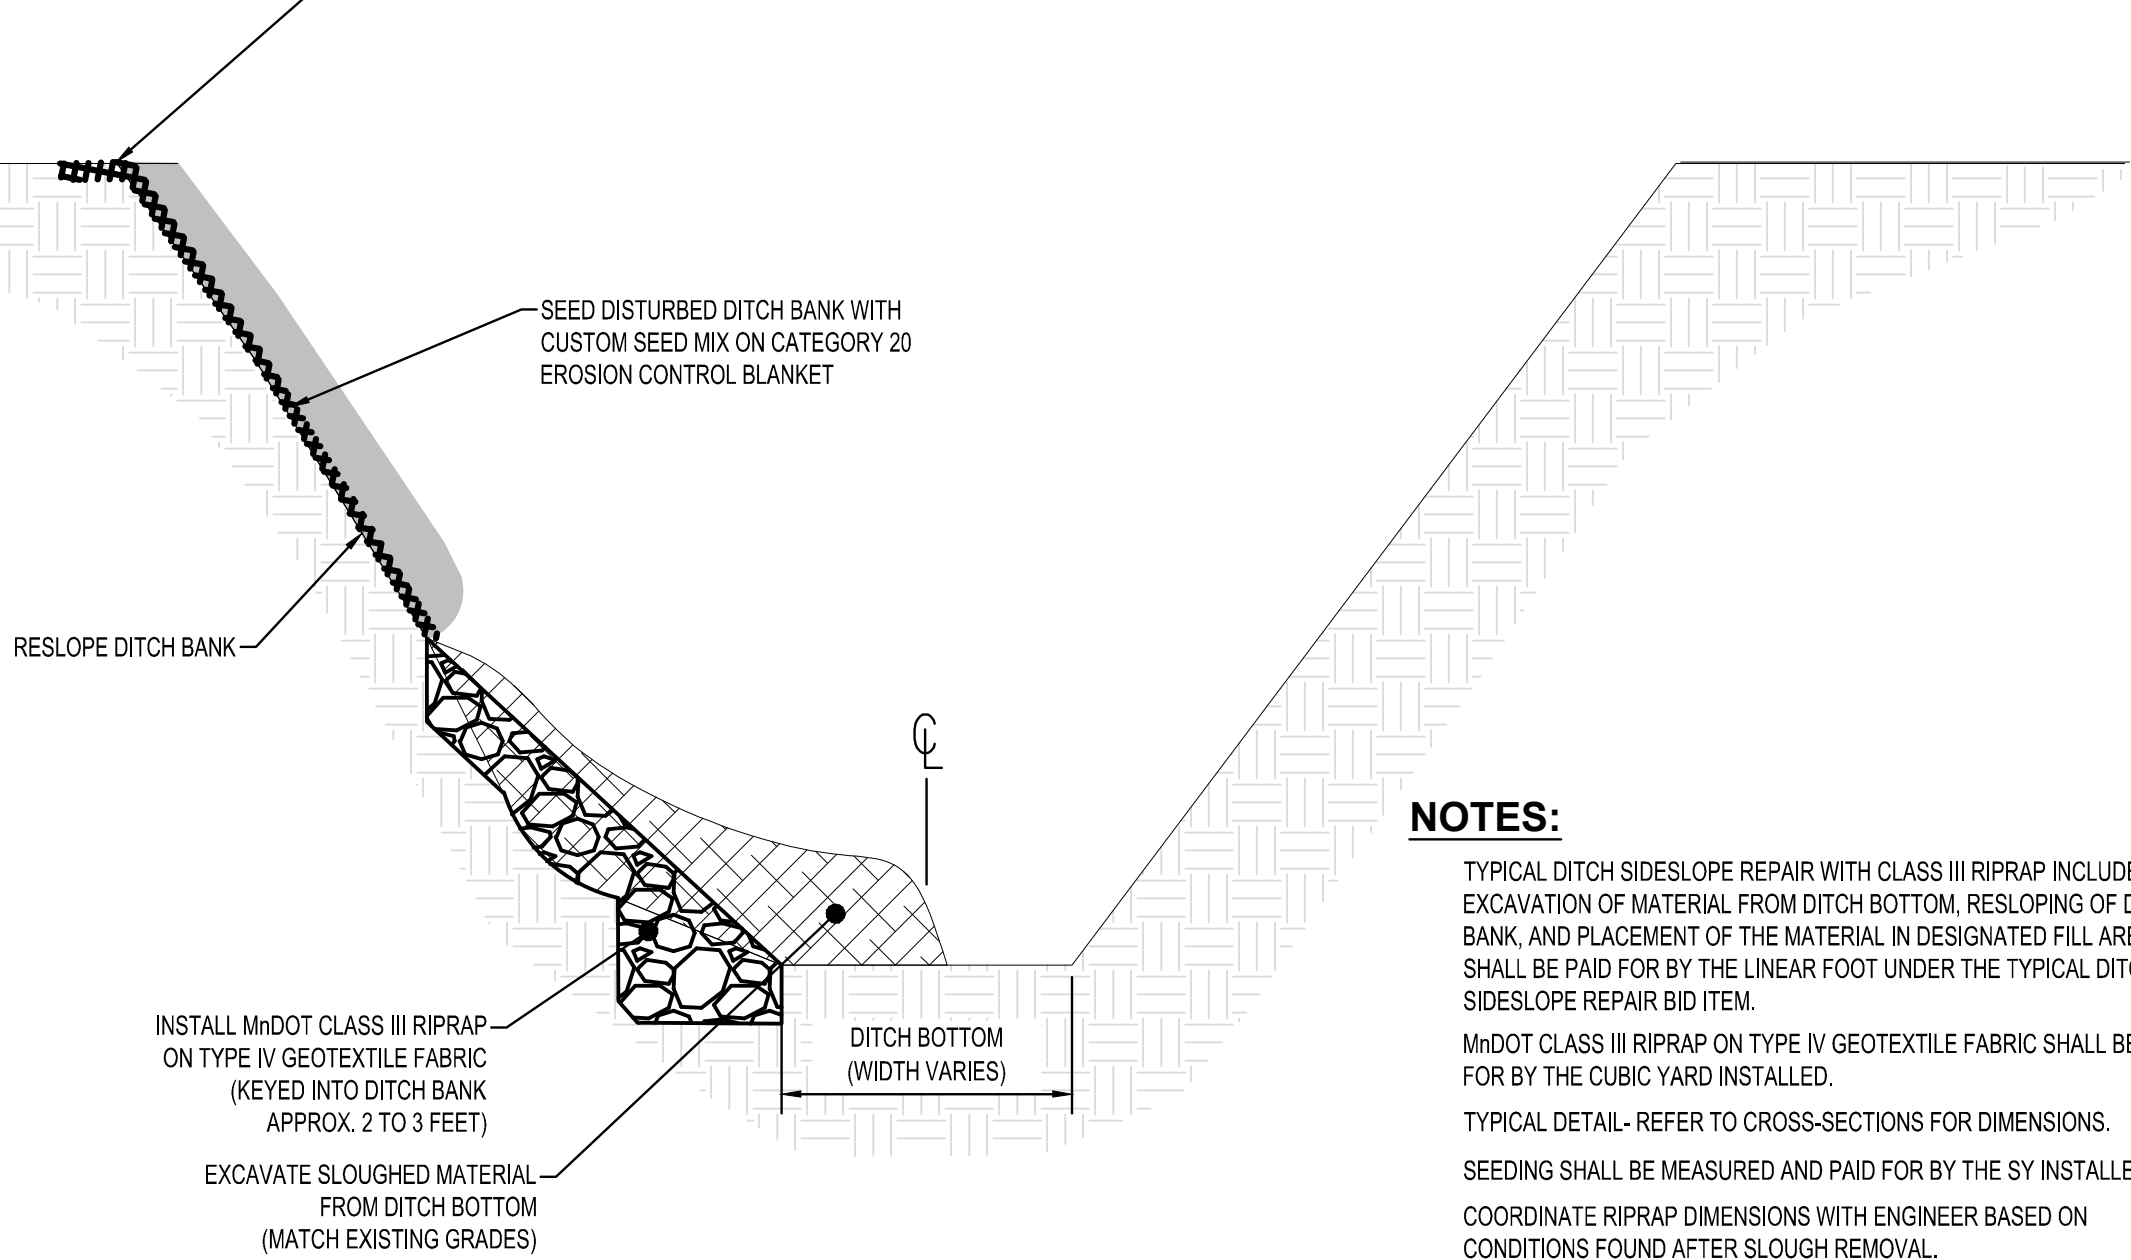 SEED DISTURBED DITCH BANK WITH
CUSTOM SEED MIX ON CATEGORY 20
EROSION CONTROL BLANKET
RESLOPE DITCH BANK
℄
INSTALL MnDOT CLASS III RIPRAP
ON TYPE IV GEOTEXTILE FABRIC
(KEYED INTO DITCH BANK
APPROX. 2 TO 3 FEET)
EXCAVATE SLOUGHED MATERIAL
FROM DITCH BOTTOM
(MATCH EXISTING GRADES)
DITCH BOTTOM
(WIDTH VARIES)
NOTES:
TYPICAL DITCH SIDESLOPE REPAIR WITH CLASS III RIPRAP
EXCAVATION OF MATERIAL FROM DITCH BOTTOM, RESLOPING OF
BANK, AND PLACEMENT OF THE MATERIAL IN DESIGNATED FILL
SHALL BE PAID FOR BY THE LINEAR FOOT UNDER THE TYPICAL
SIDESLOPE REPAIR BID ITEM.
MnDOT CLASS III RIPRAP ON TYPE IV GEOTEXTILE FABRIC SHALL BE
FOR BY THE CUBIC YARD INSTALLED.
TYPICAL DETAIL- REFER TO CROSS-SECTIONS FOR DIMENSIONS.
SEEDING SHALL BE MEASURED AND PAID FOR BY THE SY
COORDINATE RIPRAP DIMENSIONS WITH ENGINEER BASED ON
CONDITIONS FOUND AFTER SLOUGH REMOVAL.